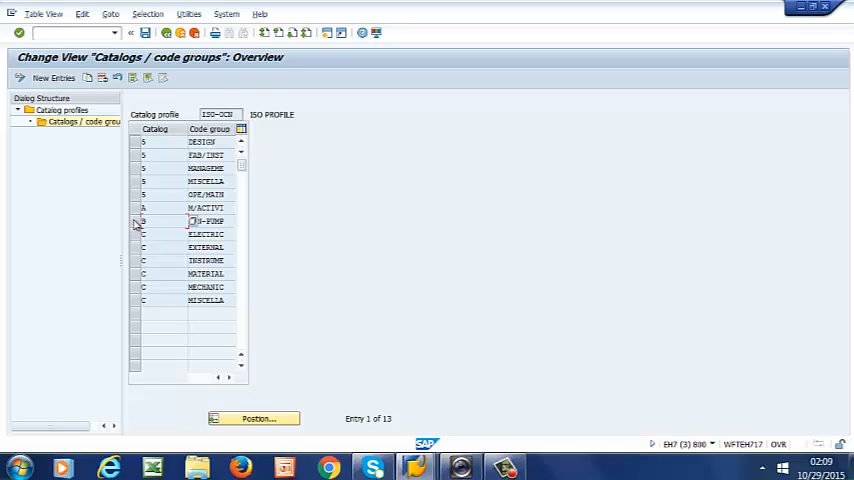 Table View Edit Goto Selection Utilities System Help
Change View "Catalogs / code groups": Overview
New Entries
Dialog Structure
Catalog profiles
Catalogs / code grou
Catalog profile ISO-OCN ISO PROFILE
Catalog Code group
5 DESIGN
5 FAB/INST
5 MANAGEME
5 MISCELLA
5 OPE/MAIN
A M/ACTIVI
B N-PUMP
C ELECTRIC
C EXTERNAL
C INSTRUME
C MATERIAL
C MECHANIC
C MISCELLA
Position... Entry 1 of 13
SAP
EH7 (3) 800 WFTEH717 OVR
02:09
10/29/2015